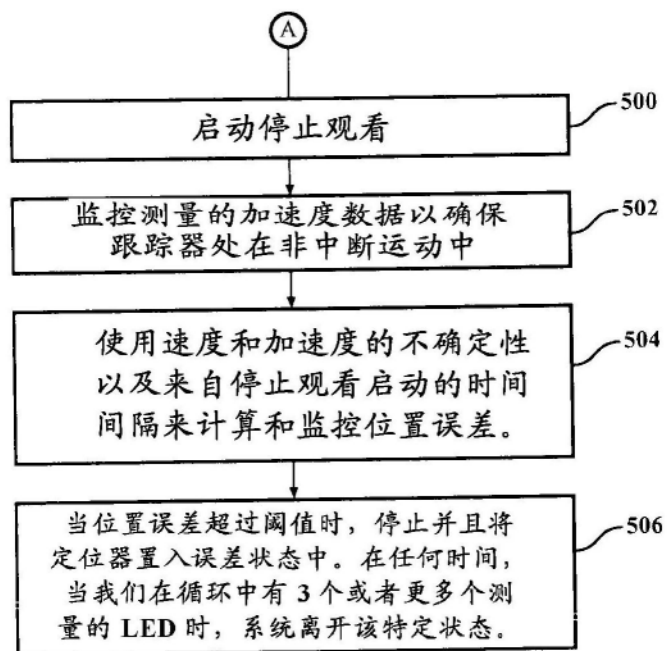 A
启动停止观看
500
监控测量的加速度数据以确保
跟踪器处在非中断运动中
502
使用速度和加速度的不确定性
以及来自停止观看启动的时间
间隔来计算和监控位置误差。
504
当位置误差超过阈值时，停止并且将
定位器置入误差状态中。在任何时间，
当我们在循环中有 3 个或者更多个测
量的 LED 时，系统离开该特定状态。
506